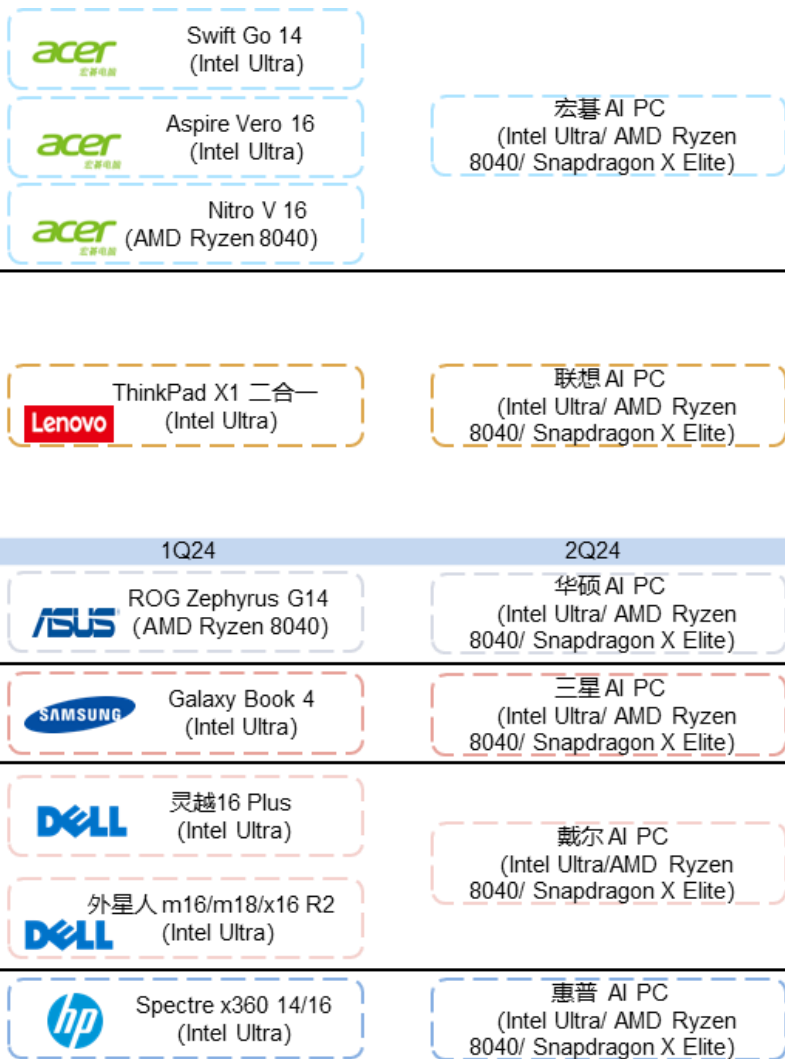 acer
宏碁电脑
Swift Go 14
(Intel Ultra)
acer
宏碁电脑
Aspire Vero 16
(Intel Ultra)
宏碁 AI PC
(Intel Ultra/ AMD Ryzen
8040/ Snapdragon X Elite)
acer
宏碁电脑
Nitro V 16
(AMD Ryzen 8040)
Lenovo
ThinkPad X1 二合一
(Intel Ultra)
联想 AI PC
(Intel Ultra/ AMD Ryzen
8040/ Snapdragon X Elite)
1Q24
2Q24
ASUS
ROG Zephyrus G14
(AMD Ryzen 8040)
华硕 AI PC
(Intel Ultra/ AMD Ryzen
8040/ Snapdragon X Elite)
SAMSUNG
Galaxy Book 4
(Intel Ultra)
三星 AI PC
(Intel Ultra/ AMD Ryzen
8040/ Snapdragon X Elite)
DELL
灵越16 Plus
(Intel Ultra)
戴尔 AI PC
(Intel Ultra/AMD Ryzen
8040/ Snapdragon X Elite)
DELL
外星人 m16/m18/x16 R2
(Intel Ultra)
hp
Spectre x360 14/16
(Intel Ultra)
惠普 AI PC
(Intel Ultra/ AMD Ryzen
8040/ Snapdragon X Elite)